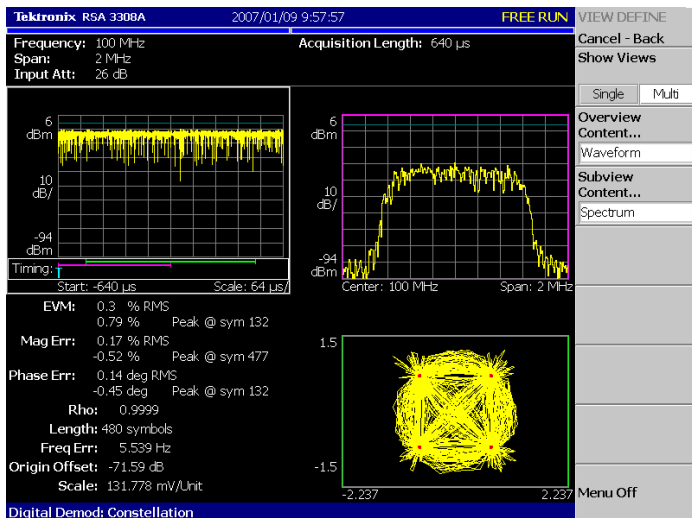 Tektronix RSA 3308A 2007/01/09 9:57:57 FREE RUN
VIEW DEFINE
Cancel - Back
Frequency: 100 MHz Acquisition Length: 640 µs
Span: 2 MHz
Input Att: 26 dB
Show Views
Single Multi
Overview
Content...
Waveform
Subview
Content...
Spectrum
6
dBm
10
dB/
-94
dBm
Timing:
T
Start: -640 µs Scale: 64 µs/
6
dBm
10
dB/
-94
dBm
Center: 100 MHz Span: 2 MHz
EVM: 0.3 % RMS
0.79 % Peak @ sym 132
Mag Err: 0.17 % RMS
-0.52 % Peak @ sym 477
Phase Err: 0.14 deg RMS
-0.45 deg Peak @ sym 132
Rho: 0.9999
Length: 480 symbols
Freq Err: 5.539 Hz
Origin Offset: -71.59 dB
Scale: 131.778 mV/Unit
1.5
-1.5
-2.237 2.237
Menu Off
Digital Demod: Constellation